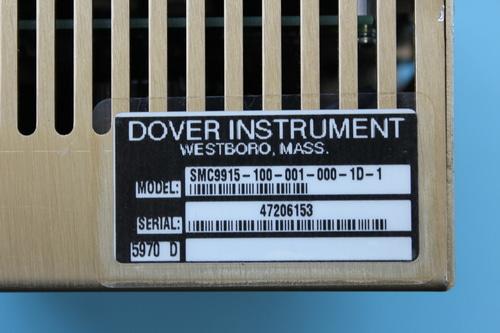 DOVER INSTRUMENT
WESTBORO, MASS.
MODEL: SMC9915-100-001-000-1D-1
SERIAL: 47206153
5970 D